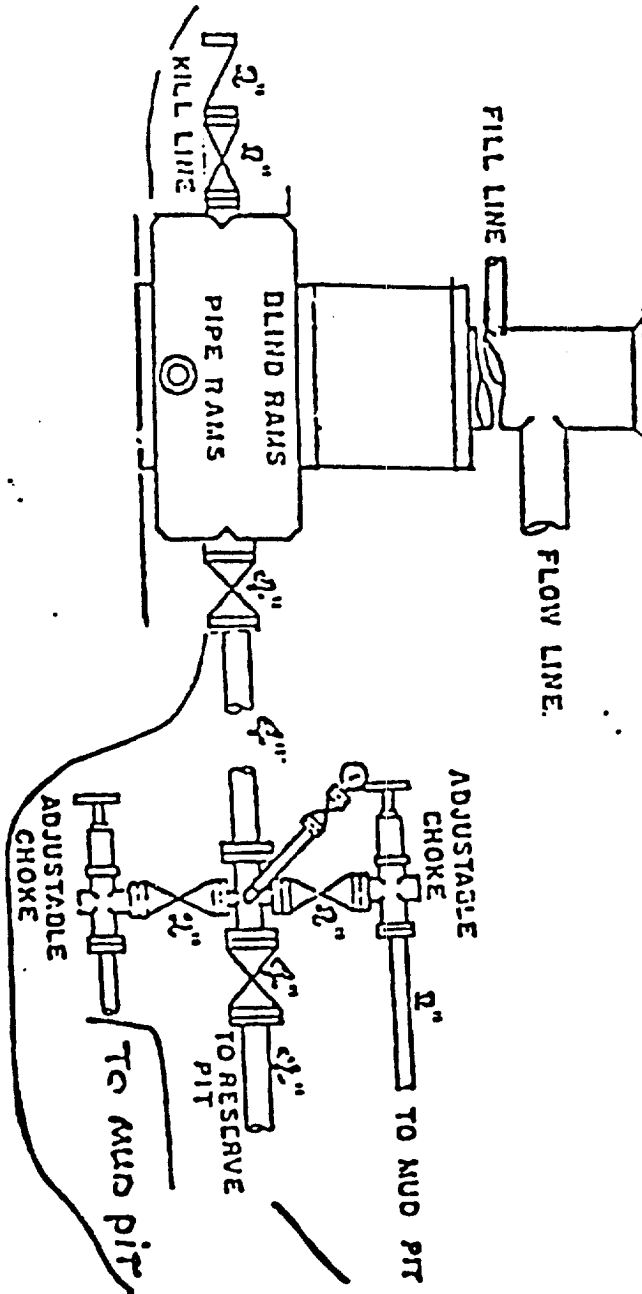 FILL LINE
FLOW LINE.
KILL LINE
BLIND RAMS
PIPE RAMS
2"
2"
4"
4"
ADJUSTABLE
CHOKE
2"
TO MUD PIT
2"
4"
TO RESERVE
PIT
2"
ADJUSTABLE
CHOKE
To MUD PiT